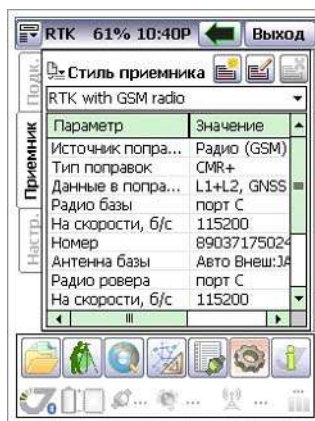 RTK 61% 10:40P Выход
Подк.
Приемник
Настр.
Стиль приемника
RTK with GSM radio
Параметр Значение
Источник попра... Радио (GSM)
Тип поправок CMR+
Данные в попра... L1+L2, GNSS
Радио базы порт C
На скорости, б/с 115200
Номер 89037175024
Антенна базы Авто Внеш:JA
Радио ровера порт C
На скорости, б/с 115200